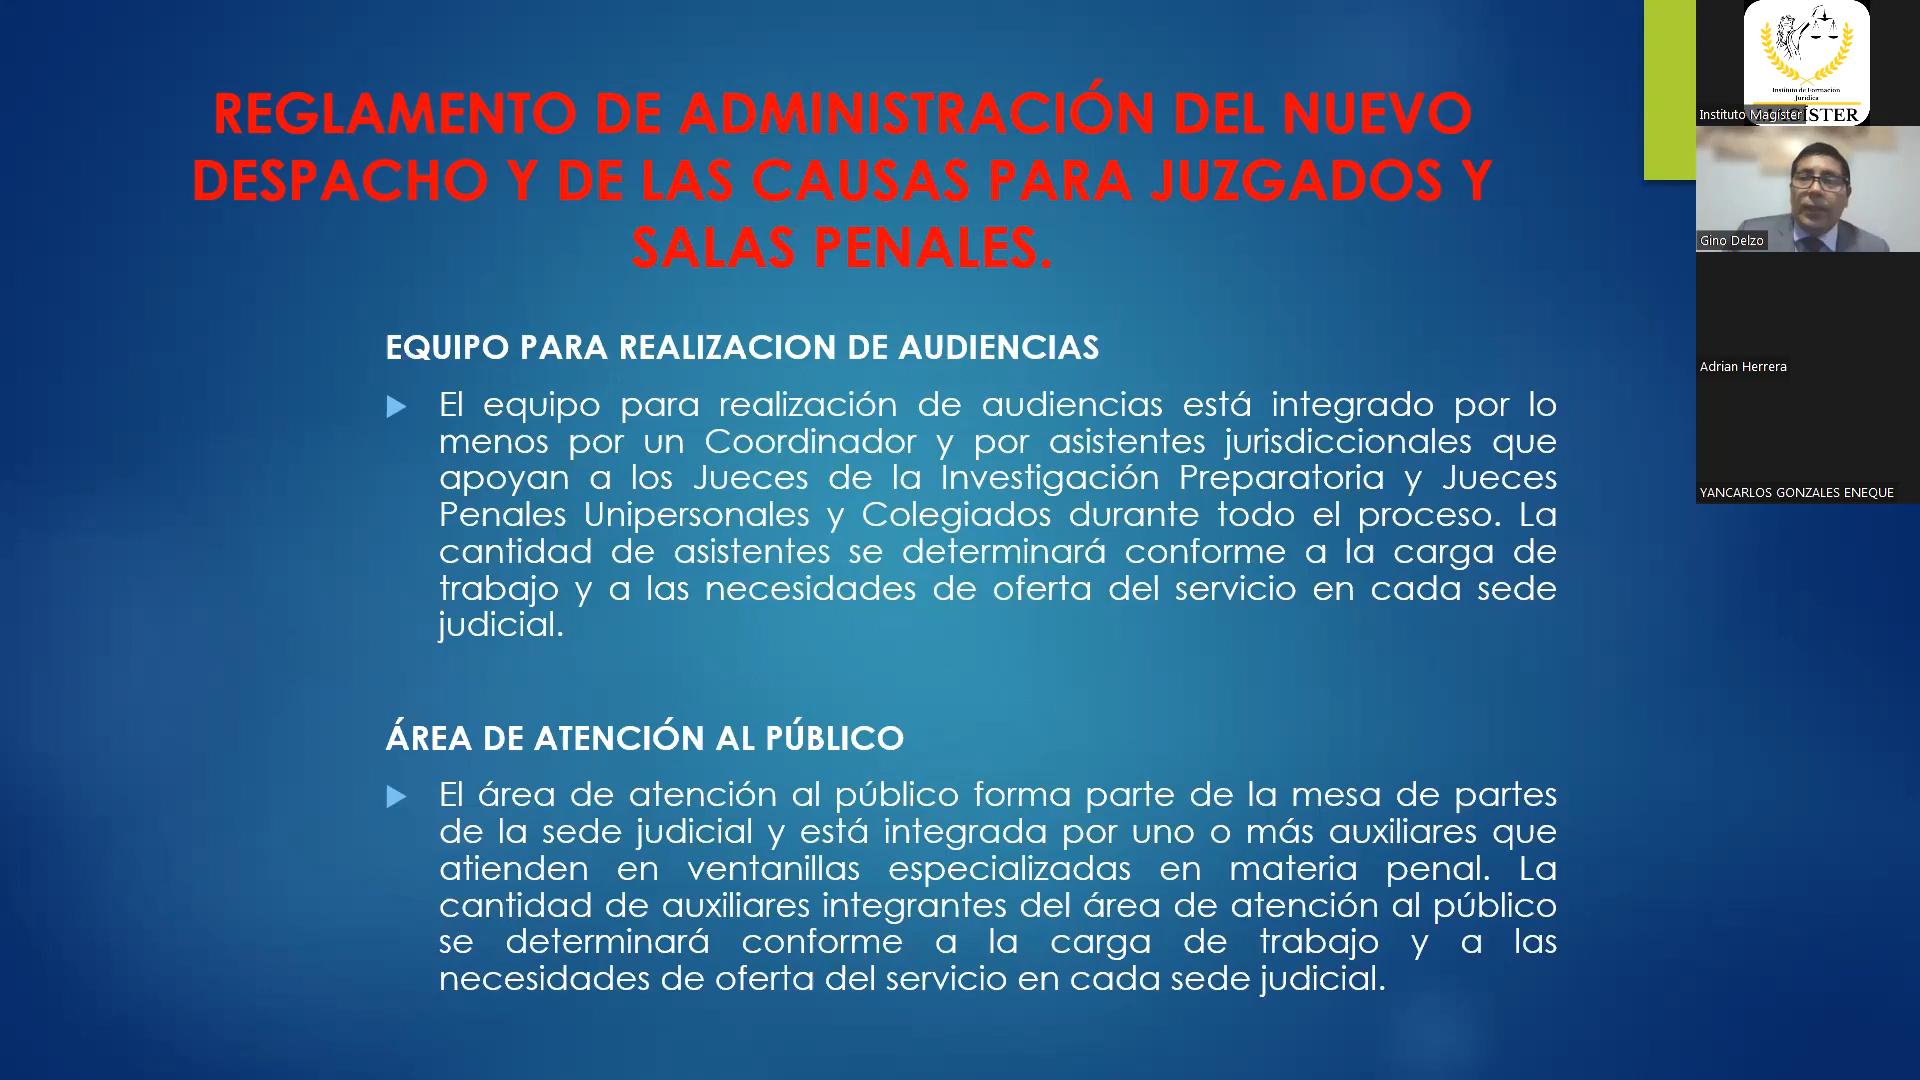 REGLAMENTO DE ADMINISTRACIÓN DEL NUEVO
DESPACHO Y DE LAS CAUSAS PARA JUZGADOS Y
SALAS PENALES.
EQUIPO PARA REALIZACION DE AUDIENCIAS
El equipo para realización de audiencias está integrado por lo
menos por un Coordinador y por asistentes jurisdiccionales que
apoyan a los Jueces de la Investigación Preparatoria y Jueces
Penales Unipersonales y Colegiados durante todo el proceso. La
cantidad de asistentes se determinará conforme a la carga de
trabajo y a las necesidades de oferta del servicio en cada sede
judicial.
ÁREA DE ATENCIÓN AL PÚBLICO
El área de atención al público forma parte de la mesa de partes
de la sede judicial y está integrada por uno o más auxiliares que
atienden en ventanillas especializadas en materia penal. La
cantidad de auxiliares integrantes del área de atención al público
se determinará conforme a la carga de trabajo y a las
necesidades de oferta del servicio en cada sede judicial.
Instituto de Formacion
Juridica
ÍSTER
Instituto Magíster
Gino Delzo
Adrian Herrera
YANCARLOS GONZALES ENEQUE